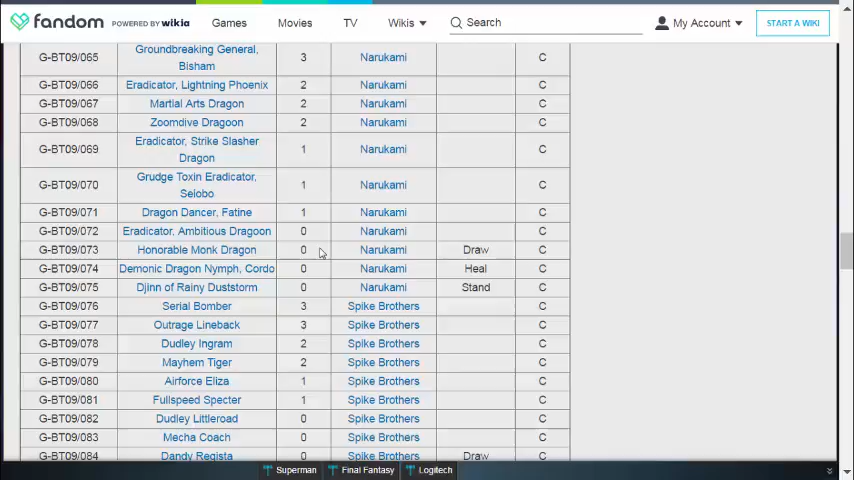 fandom POWERED BY wikia Games Movies TV Wikis Search My Account START A WIKI
G-BT09/065 Groundbreaking General, Bisham 3 Narukami C
G-BT09/066 Eradicator, Lightning Phoenix 2 Narukami C
G-BT09/067 Martial Arts Dragon 2 Narukami C
G-BT09/068 Zoomdive Dragoon 2 Narukami C
G-BT09/069 Eradicator, Strike Slasher Dragon 1 Narukami C
G-BT09/070 Grudge Toxin Eradicator, Seiobo 1 Narukami C
G-BT09/071 Dragon Dancer, Fatine 1 Narukami C
G-BT09/072 Eradicator, Ambitious Dragoon 0 Narukami C
G-BT09/073 Honorable Monk Dragon 0 Narukami Draw C
G-BT09/074 Demonic Dragon Nymph, Cordo 0 Narukami Heal C
G-BT09/075 Djinn of Rainy Duststorm 0 Narukami Stand C
G-BT09/076 Serial Bomber 3 Spike Brothers C
G-BT09/077 Outrage Lineback 3 Spike Brothers C
G-BT09/078 Dudley Ingram 2 Spike Brothers C
G-BT09/079 Mayhem Tiger 2 Spike Brothers C
G-BT09/080 Airforce Eliza 1 Spike Brothers C
G-BT09/081 Fullspeed Specter 1 Spike Brothers C
G-BT09/082 Dudley Littleroad 0 Spike Brothers C
G-BT09/083 Mecha Coach 0 Spike Brothers C
G-BT09/084 Dandy Regista 0 Spike Brothers Draw C
Superman Final Fantasy Logitech